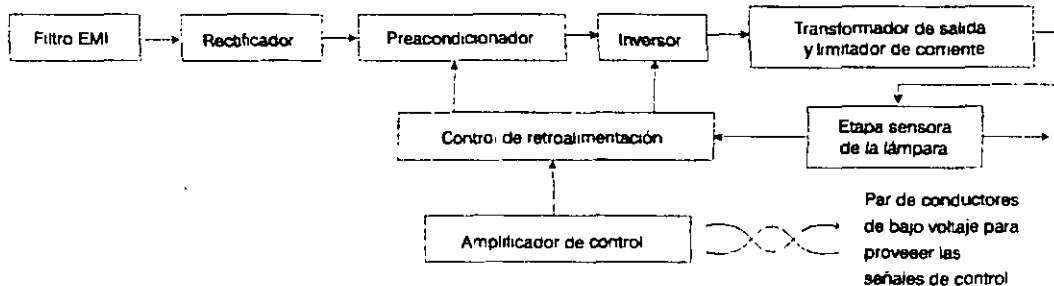 Filtro EMI
Rectificador
Preacondicionador
Inversor
Transformador de salida
y limitador de corriente
Control de retroalimentación
Etapa sensora
de la lámpara
Amplificador de control
Par de conductores
de bajo voltaje para
proveer las
señales de control